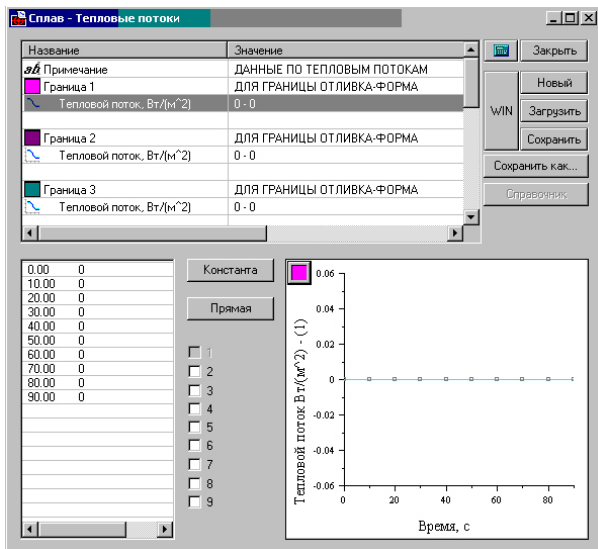 Сплав - Тепловые потоки
Название Значение
ab Примечание ДАННЫЕ ПО ТЕПЛОВЫМ ПОТОКАМ
Граница 1 ДЛЯ ГРАНИЦЫ ОТЛИВКА-ФОРМА
Тепловой поток, Вт/(м^2) 0 - 0
Граница 2 ДЛЯ ГРАНИЦЫ ОТЛИВКА-ФОРМА
Тепловой поток, Вт/(м^2) 0 - 0
Граница 3 ДЛЯ ГРАНИЦЫ ОТЛИВКА-ФОРМА
Тепловой поток, Вт/(м^2) 0 - 0
Закрыть
WIN
Новый
Загрузить
Сохранить
Сохранить как...
Справочник
0.00 0
10.00 0
20.00 0
30.00 0
40.00 0
50.00 0
60.00 0
70.00 0
80.00 0
90.00 0
Константа
Прямая
1
2
3
4
5
6
7
8
9
Тепловой поток Вт/(м^2) - (1)
0.06
0.04
0.02
0
-0.02
-0.04
-0.06
0 20 40 60 80
Время, с